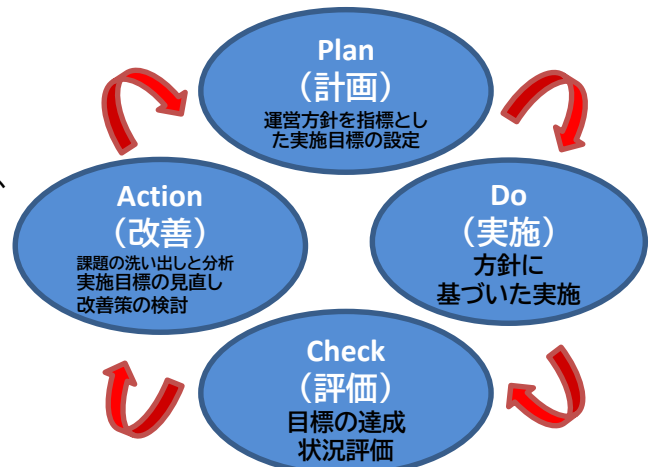 Plan
（計画）
運営方針を指標とし
た実施目標の設定
Do
（実施）
方針に
基づいた実施
Check
（評価）
目標の達成
状況評価
Action
（改善）
課題の洗い出しと分析
実施目標の見直し
改善策の検討
、